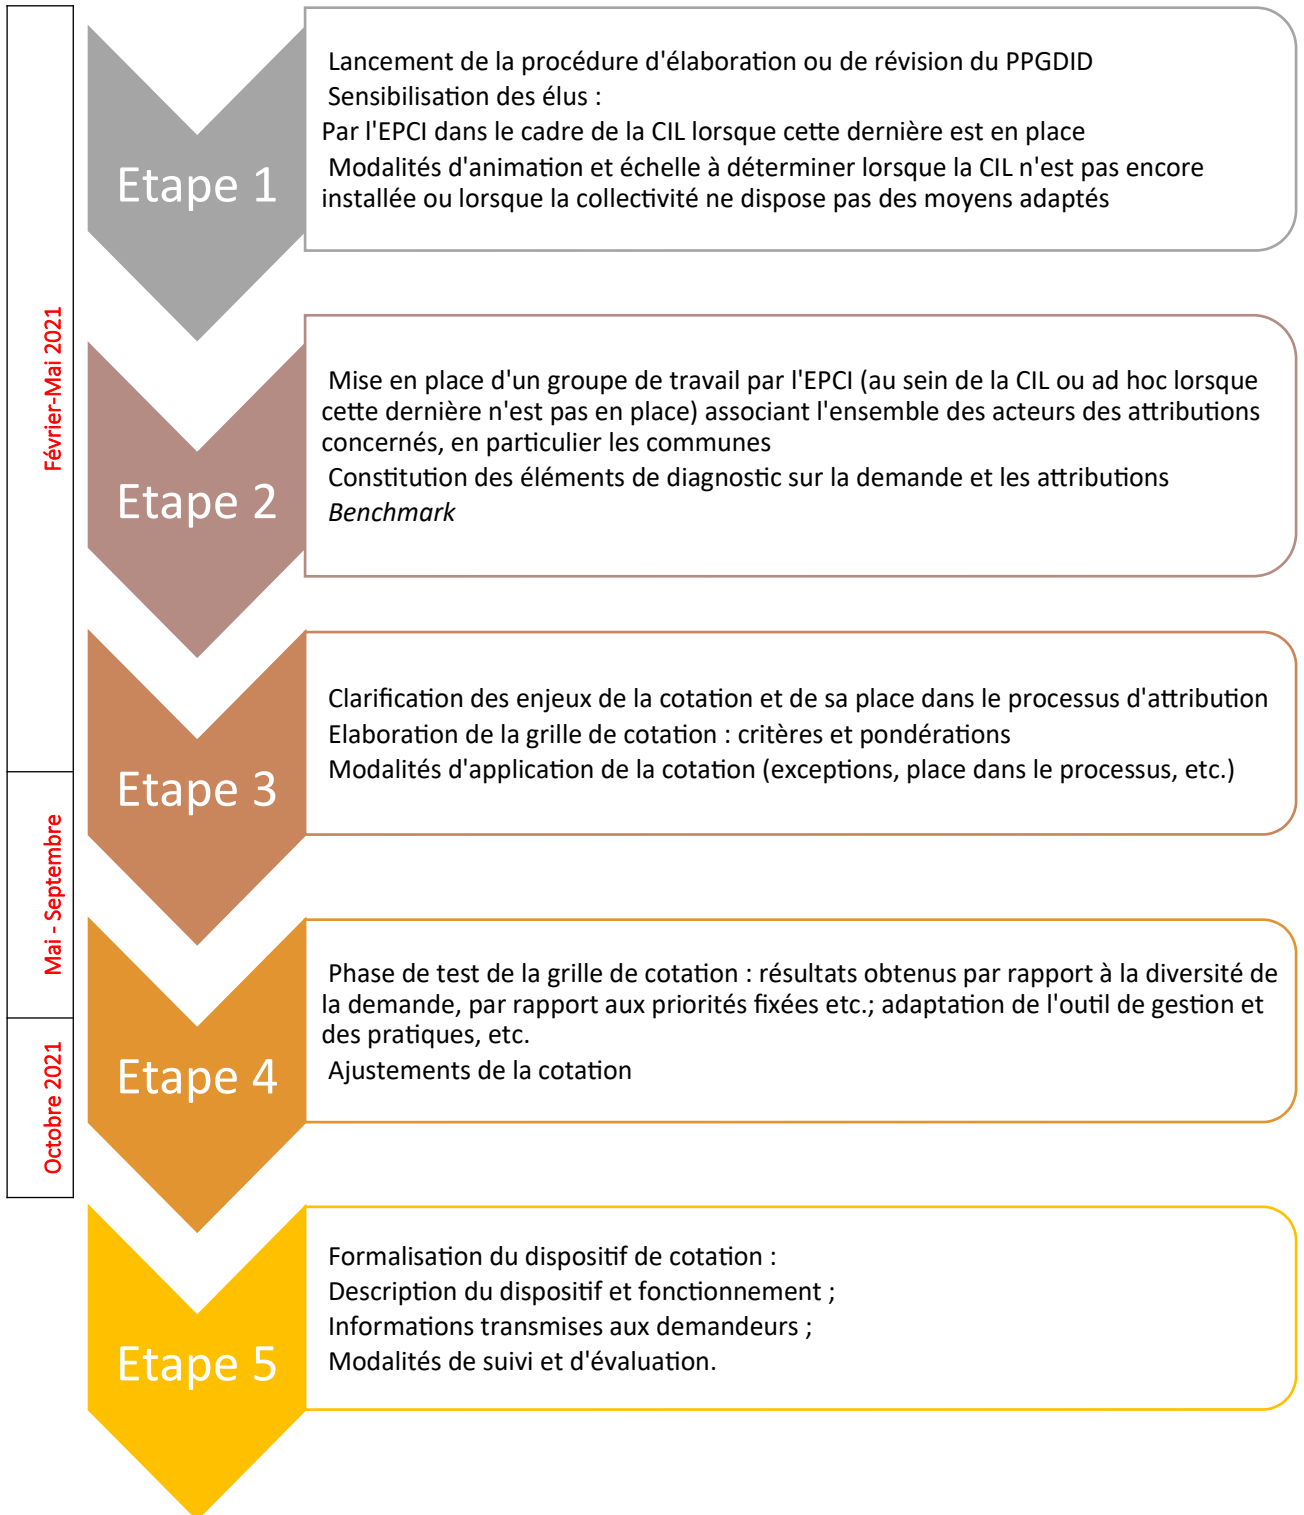 Février-Mai 2021
Mai - Septembre
Octobre 2021
Etape 1
Lancement de la procédure d'élaboration ou de révision du PPGDID
Sensibilisation des élus :
Par l'EPCI dans le cadre de la CIL lorsque cette dernière est en place
Modalités d'animation et échelle à déterminer lorsque la CIL n'est pas encore
installée ou lorsque la collectivité ne dispose pas des moyens adaptés
Etape 2
Mise en place d'un groupe de travail par l'EPCI (au sein de la CIL ou ad hoc lorsque
cette dernière n'est pas en place) associant l'ensemble des acteurs des attributions
concernés, en particulier les communes
Constitution des éléments de diagnostic sur la demande et les attributions
Benchmark
Etape 3
Clarification des enjeux de la cotation et de sa place dans le processus d'attribution
Elaboration de la grille de cotation : critères et pondérations
Modalités d'application de la cotation (exceptions, place dans le processus, etc.)
Etape 4
Phase de test de la grille de cotation : résultats obtenus par rapport à la diversité de
la demande, par rapport aux priorités fixées etc.; adaptation de l'outil de gestion et
des pratiques, etc.
Ajustements de la cotation
Etape 5
Formalisation du dispositif de cotation :
Description du dispositif et fonctionnement ;
Informations transmises aux demandeurs ;
Modalités de suivi et d'évaluation.